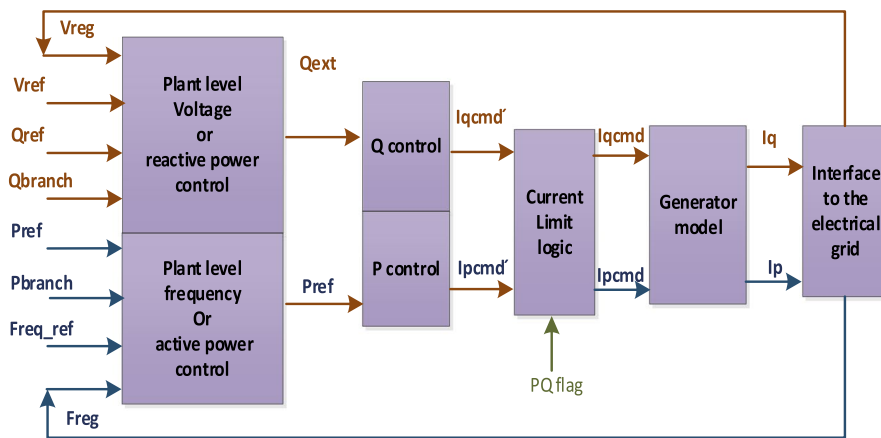 Vreg
Vref
Qref
Qbranch
Pref
Pbranch
Freq_ref
Freg
Plant level
Voltage
or
reactive power
control
Plant level
frequency
Or
active power
control
Qext
Pref
Q control
P control
Iqcmd´
Ipcmd´
Current
Limit
logic
PQ flag
Iqcmd
Ipcmd
Generator
model
Iq
Ip
Interface
to the
electrical
grid